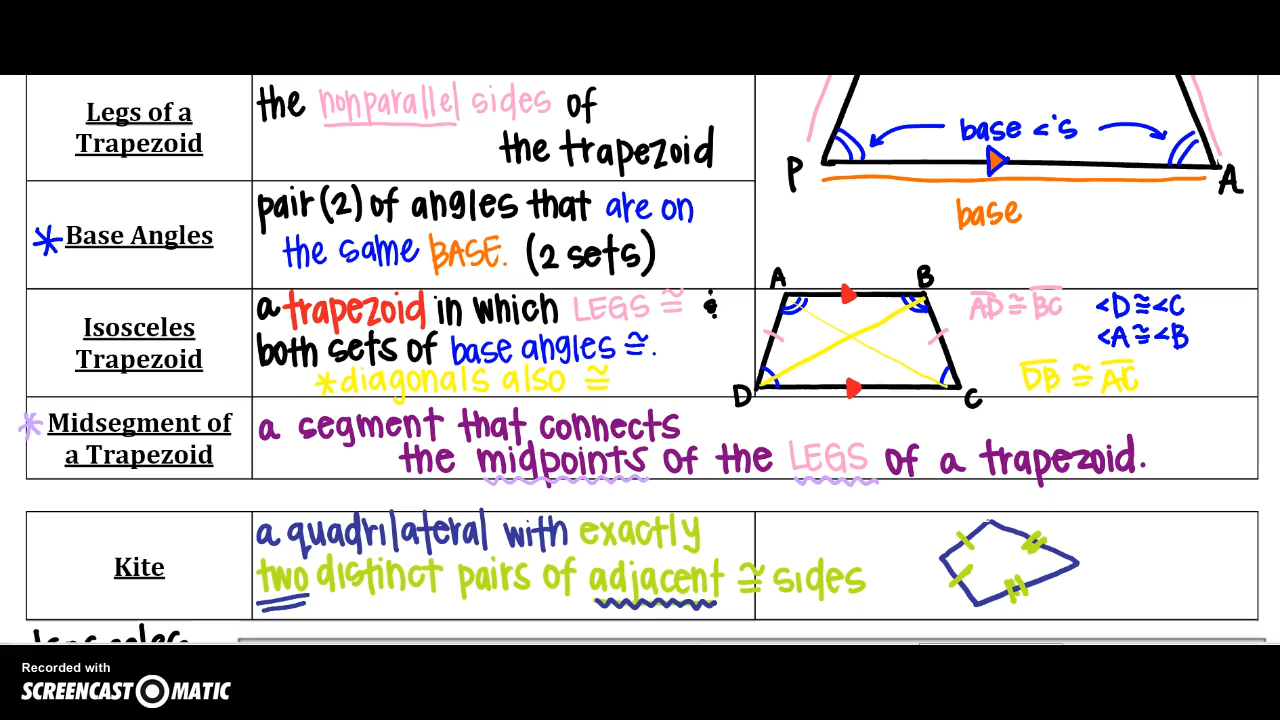 Legs of a
Trapezoid
the nonparallel sides of
the trapezoid
base <'s
P
A
base
* Base Angles
pair (2) of angles that are on
the same BASE. (2 sets)
Isosceles
Trapezoid
a trapezoid in which LEGS ≅ &
both sets of base angles ≅.
*diagonals also ≅
A
B
D
C
AD ≅ BC
<D ≅ <C
<A ≅ <B
DB ≅ AC
* Midsegment of
a Trapezoid
a segment that connects
the midpoints of the LEGS of a trapezoid.
Kite
a quadrilateral with exactly
two distinct pairs of adjacent ≅ sides
Recorded with
SCREENCAST-O-MATIC